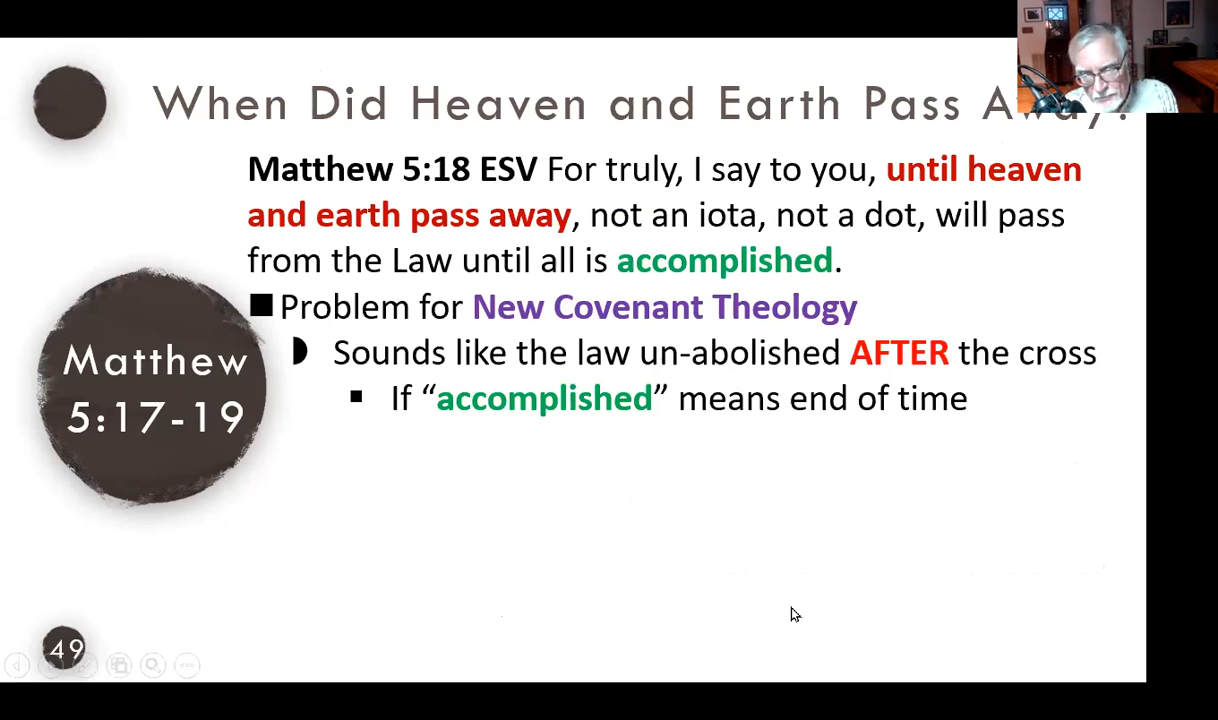 When Did Heaven and Earth Pass Away?
Matthew 5:18 ESV For truly, I say to you, until heaven
and earth pass away, not an iota, not a dot, will pass
from the Law until all is accomplished.
Problem for New Covenant Theology
Sounds like the law un-abolished AFTER the cross
If “accomplished” means end of time
Matthew
5:17-19
49